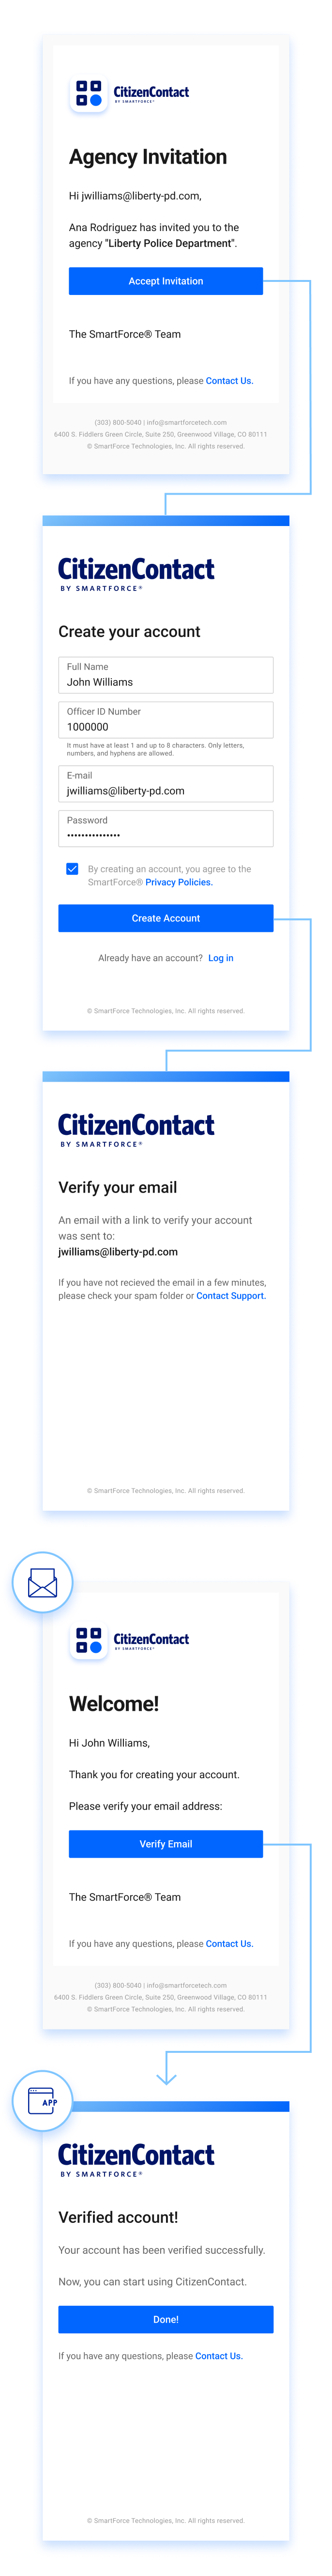 CitizenContact
BY SMARTFORCE®
Agency Invitation
Hi jwilliams@liberty-pd.com,
Ana Rodriguez has invited you to the
agency "Liberty Police Department".
Accept Invitation
The SmartForce® Team
If you have any questions, please Contact Us.
(303) 800-5040 | info@smartforcetech.com
6400 S. Fiddlers Green Circle, Suite 250, Greenwood Village, CO 80111
© SmartForce Technologies, Inc. All rights reserved.
CitizenContact
BY SMARTFORCE®
Create your account
Full Name
John Williams
Officer ID Number
1000000
It must have at least 1 and up to 8 characters. Only letters,
numbers, and hyphens are allowed.
E-mail
jwilliams@liberty-pd.com
Password
•••••••••••••••
By creating an account, you agree to the
SmartForce® Privacy Policies.
Create Account
Already have an account? Log in
© SmartForce Technologies, Inc. All rights reserved.
CitizenContact
BY SMARTFORCE®
Verify your email
An email with a link to verify your account
was sent to:
jwilliams@liberty-pd.com
If you have not recieved the email in a few minutes,
please check your spam folder or Contact Support.
© SmartForce Technologies, Inc. All rights reserved.
CitizenContact
BY SMARTFORCE®
Welcome!
Hi John Williams,
Thank you for creating your account.
Please verify your email address:
Verify Email
The SmartForce® Team
If you have any questions, please Contact Us.
(303) 800-5040 | info@smartforcetech.com
6400 S. Fiddlers Green Circle, Suite 250, Greenwood Village, CO 80111
© SmartForce Technologies, Inc. All rights reserved.
APP
CitizenContact
BY SMARTFORCE®
Verified account!
Your account has been verified successfully.
Now, you can start using CitizenContact.
Done!
If you have any questions, please Contact Us.
© SmartForce Technologies, Inc. All rights reserved.